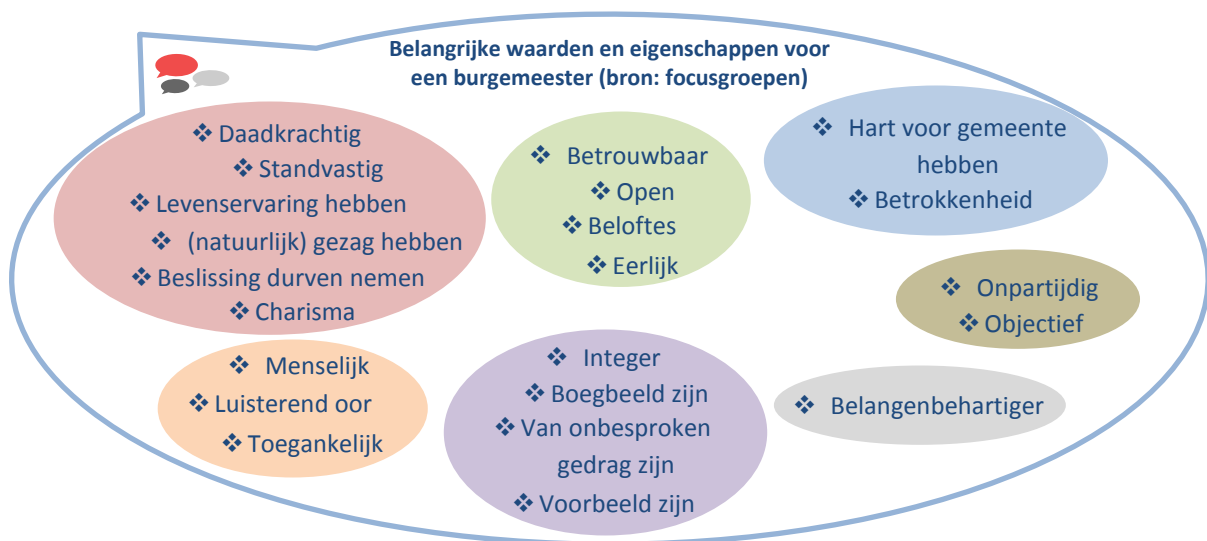 Belangrijke waarden en eigenschappen voor
een burgemeester (bron: focusgroepen)
❖ Daadkrachtig
❖ Standvastig
❖ Levenservaring hebben
❖ (natuurlijk) gezag hebben
❖ Beslissing durven nemen
❖ Charisma
❖ Betrouwbaar
❖ Open
❖ Beloftes
❖ Eerlijk
❖ Hart voor gemeente
hebben
❖ Betrokkenheid
❖ Onpartijdig
❖ Objectief
❖ Menselijk
❖ Luisterend oor
❖ Toegankelijk
❖ Integer
❖ Boegbeeld zijn
❖ Van onbesproken
gedrag zijn
❖ Voorbeeld zijn
❖ Belangenbehartiger